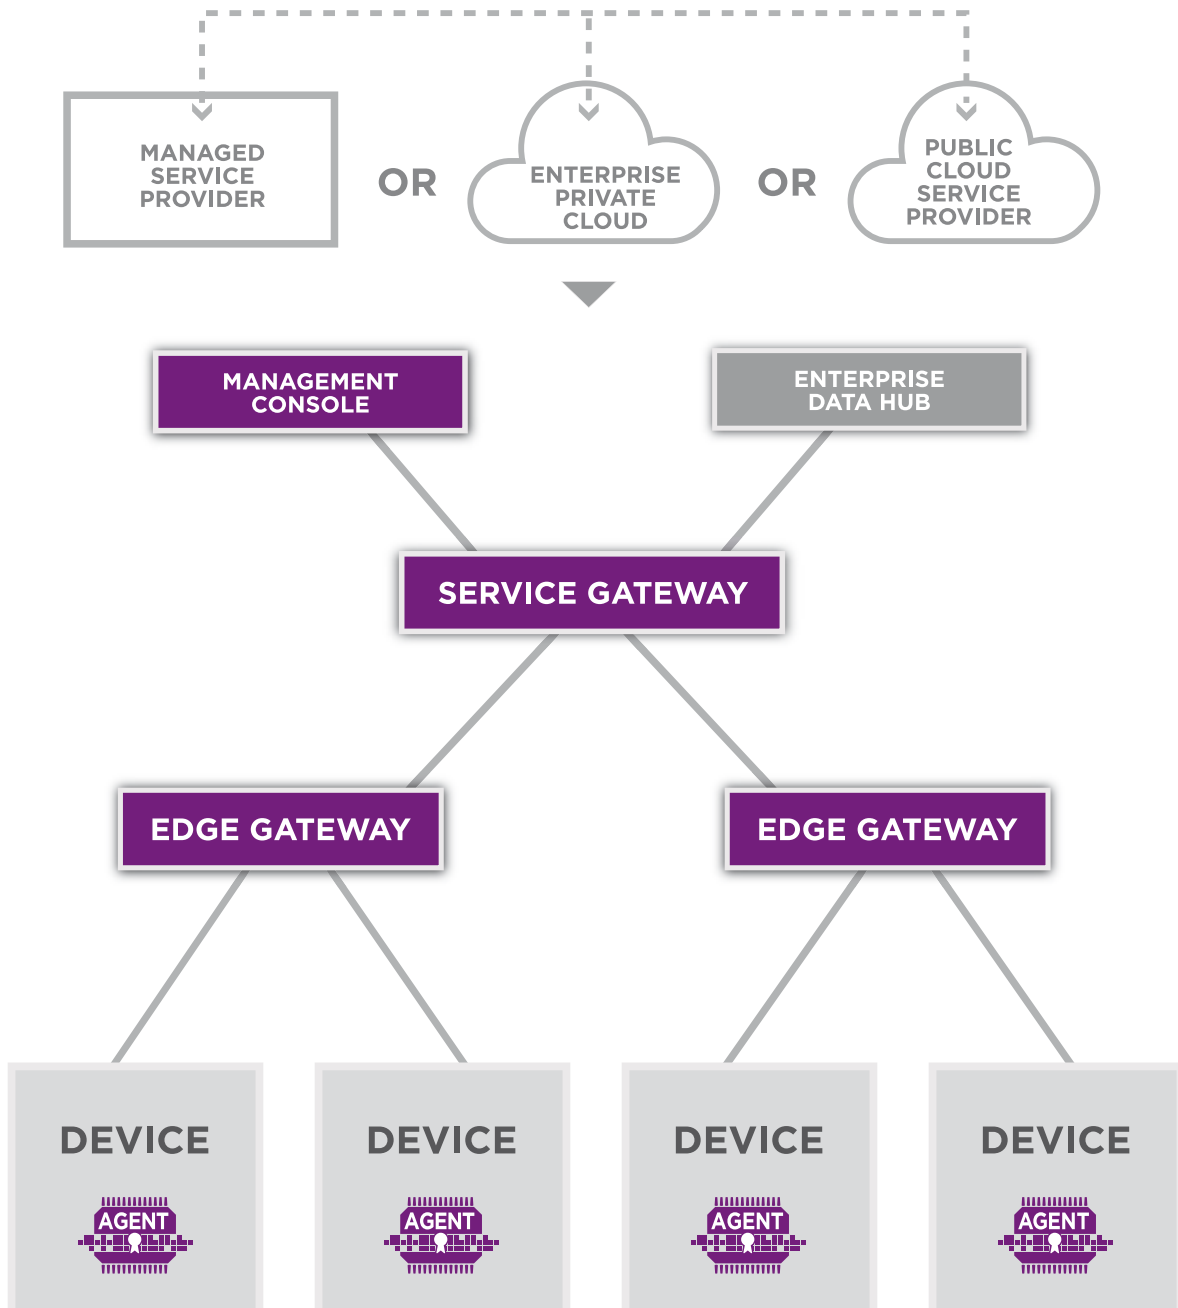 MANAGED
SERVICE
PROVIDER
OR
ENTERPRISE
PRIVATE
CLOUD
OR
PUBLIC
CLOUD
SERVICE
PROVIDER
MANAGEMENT
CONSOLE
ENTERPRISE
DATA HUB
SERVICE GATEWAY
EDGE GATEWAY
EDGE GATEWAY
DEVICE
AGENT
DEVICE
AGENT
DEVICE
AGENT
DEVICE
AGENT